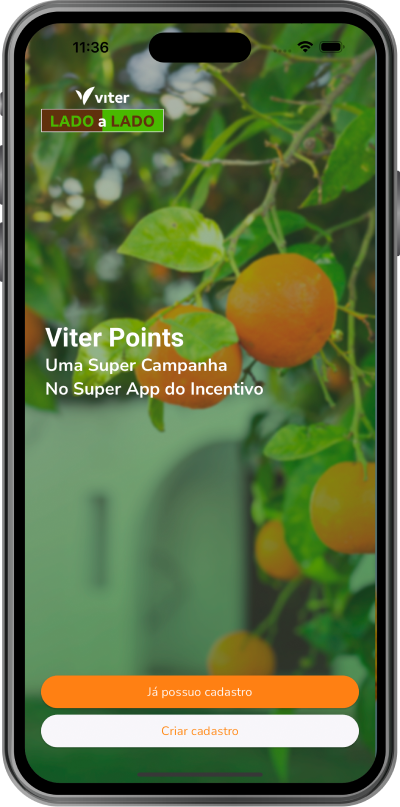 11:36
viter
LADO a LADO
Viter Points
Uma Super Campanha
No Super App do Incentivo
Já possuo cadastro
Criar cadastro